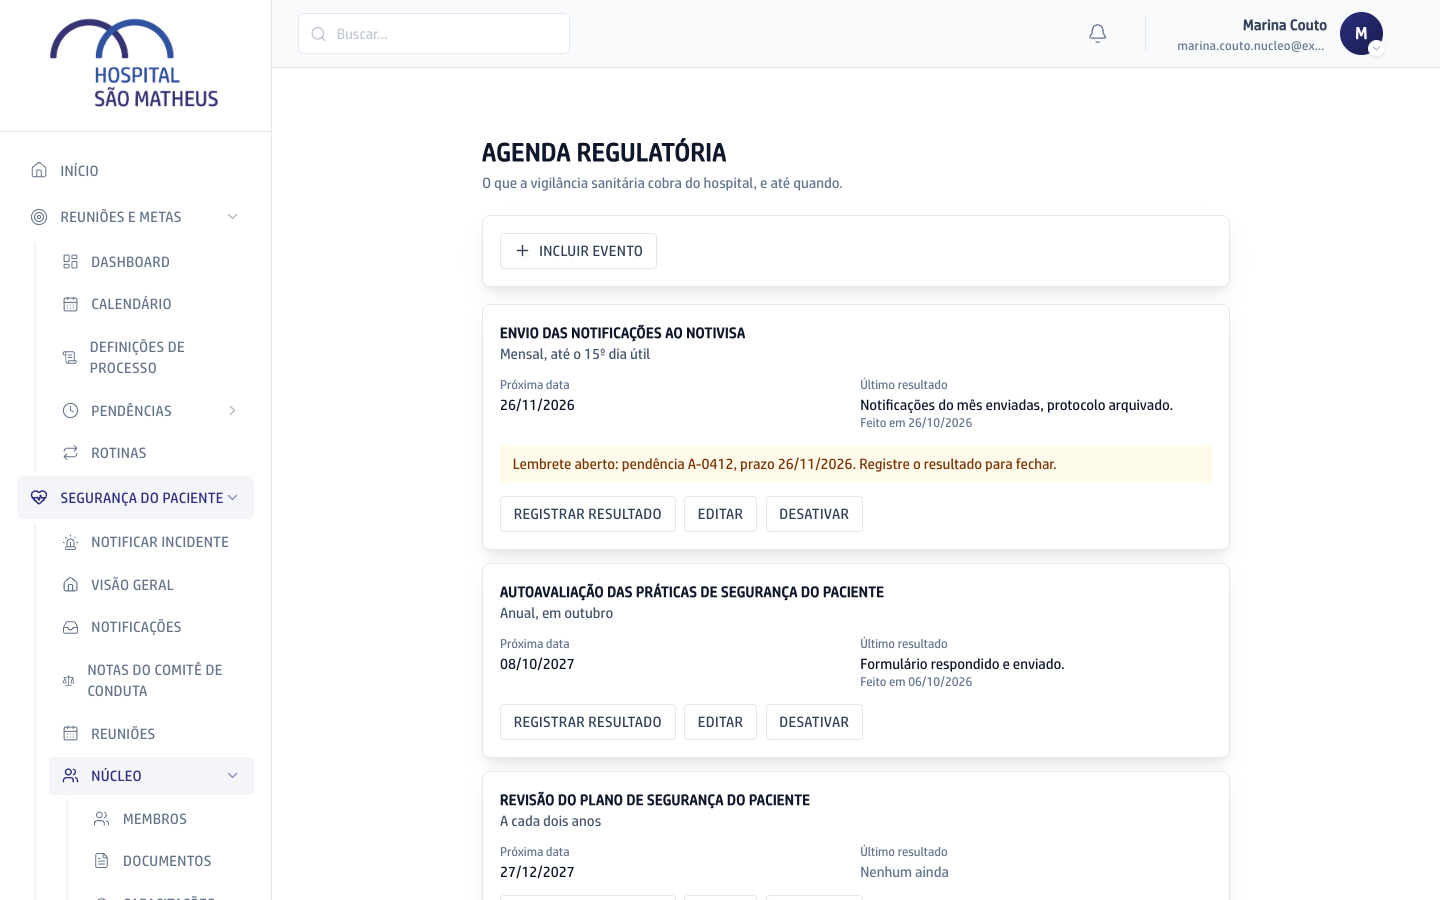 HOSPITAL
SÃO MATHEUS
Buscar...
Marina Couto
marina.couto.nucleo@ex...
M
INÍCIO
REUNIÕES E METAS
DASHBOARD
CALENDÁRIO
DEFINIÇÕES DE
PROCESSO
PENDÊNCIAS
ROTINAS
SEGURANÇA DO PACIENTE
NOTIFICAR INCIDENTE
VISÃO GERAL
NOTIFICAÇÕES
NOTAS DO COMITÊ DE
CONDUTA
REUNIÕES
NÚCLEO
MEMBROS
DOCUMENTOS
CAPACITAÇÕES
AGENDA REGULATÓRIA
O que a vigilância sanitária cobra do hospital, e até quando.
INCLUIR EVENTO
ENVIO DAS NOTIFICAÇÕES AO NOTIVISA
Mensal, até o 15º dia útil
Próxima data
26/11/2026
Último resultado
Notificações do mês enviadas, protocolo arquivado.
Feito em 26/10/2026
Lembrete aberto: pendência A-0412, prazo 26/11/2026. Registre o resultado para fechar.
REGISTRAR RESULTADO
EDITAR
DESATIVAR
AUTOAVALIAÇÃO DAS PRÁTICAS DE SEGURANÇA DO PACIENTE
Anual, em outubro
Próxima data
08/10/2027
Último resultado
Formulário respondido e enviado.
Feito em 06/10/2026
REGISTRAR RESULTADO
EDITAR
DESATIVAR
REVISÃO DO PLANO DE SEGURANÇA DO PACIENTE
A cada dois anos
Próxima data
27/12/2027
Último resultado
Nenhum ainda